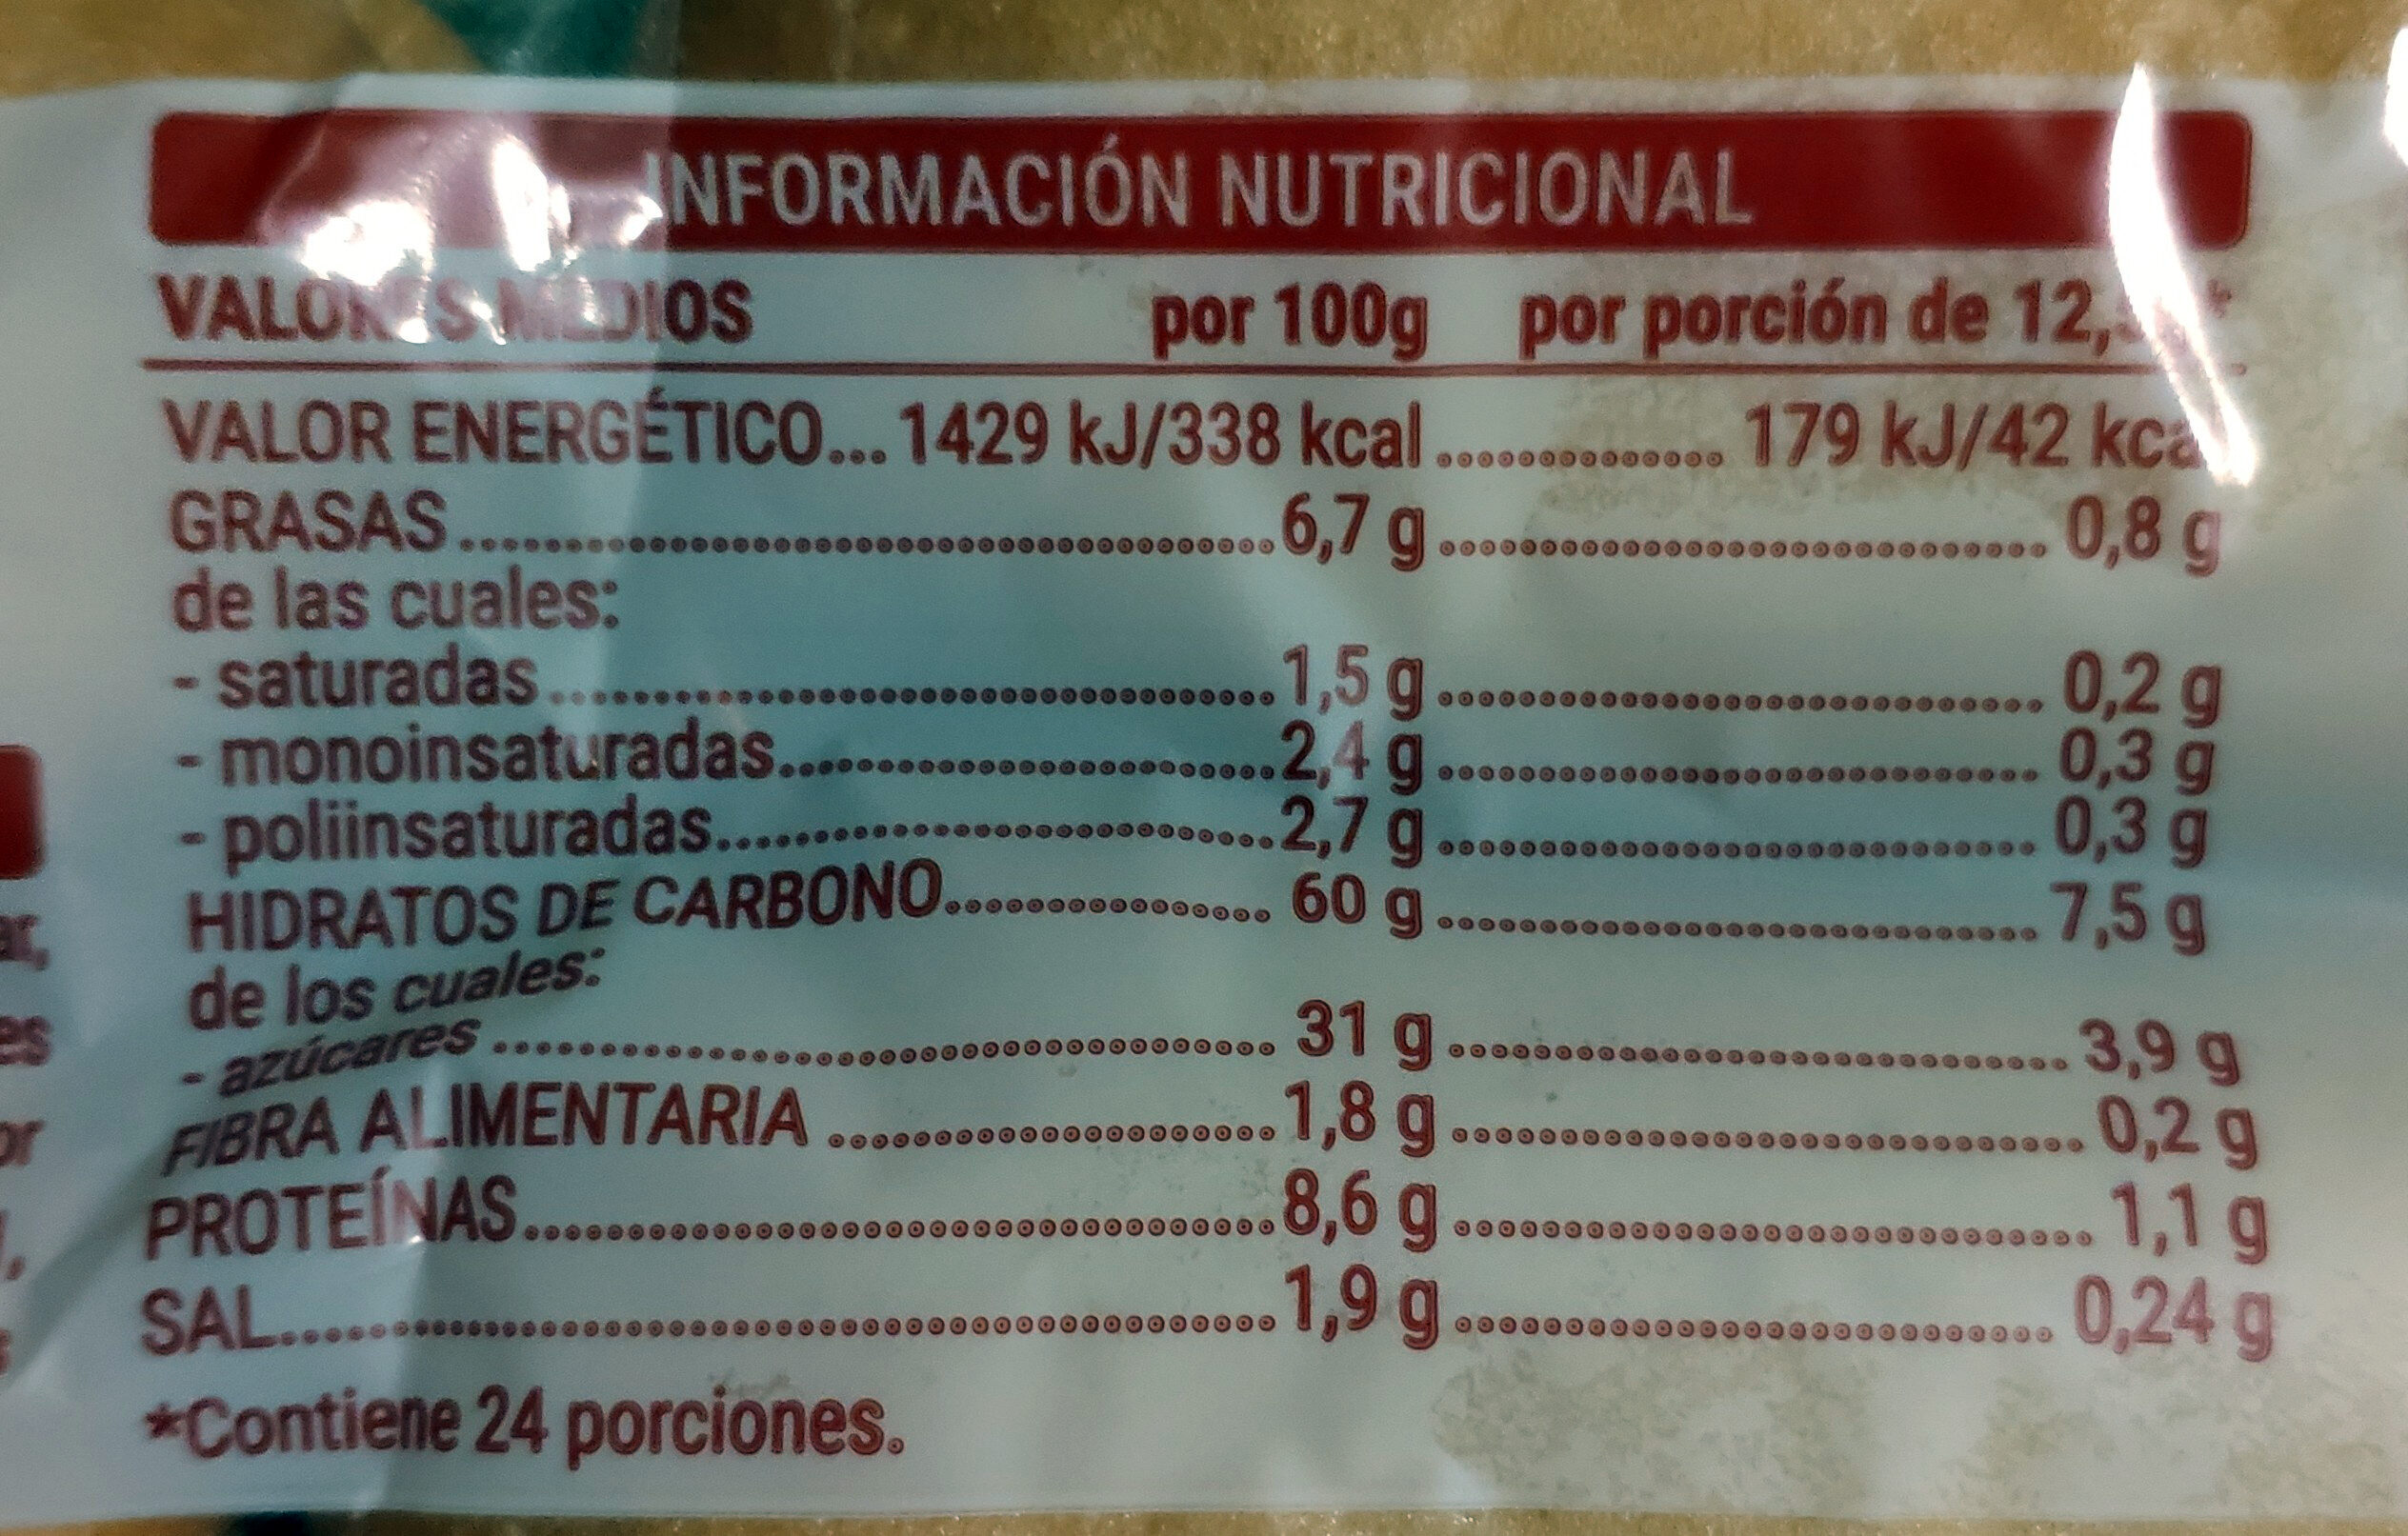 INFORMACIÓN NUTRICIONAL
VALORES MEDIOS por 100g por porción de
VALOR ENERGÉTICO... 1429 kJ/338 kcal .............. 179 kJ/42 kcal
GRASAS ........................................ 6,7 g .............................. 0,8 g
de las cuales:
- saturadas ................................... 1,5 g .............................. 0,2 g
- monoinsaturadas......................... 2,4 g .............................. 0,3 g
- poliinsaturadas........................... 2,7 g .............................. 0,3 g
HIDRATOS DE CARBONO................ 60 g .............................. 7,5 g
de los cuales:
- azúcares ..................................... 31 g .............................. 3,9 g
FIBRA ALIMENTARIA ..................... 1,8 g .............................. 0,2 g
PROTEÍNAS.................................... 8,6 g .............................. 1,1 g
SAL................................................ 1,9 g .............................. 0,24 g
*Contiene 24 porciones.